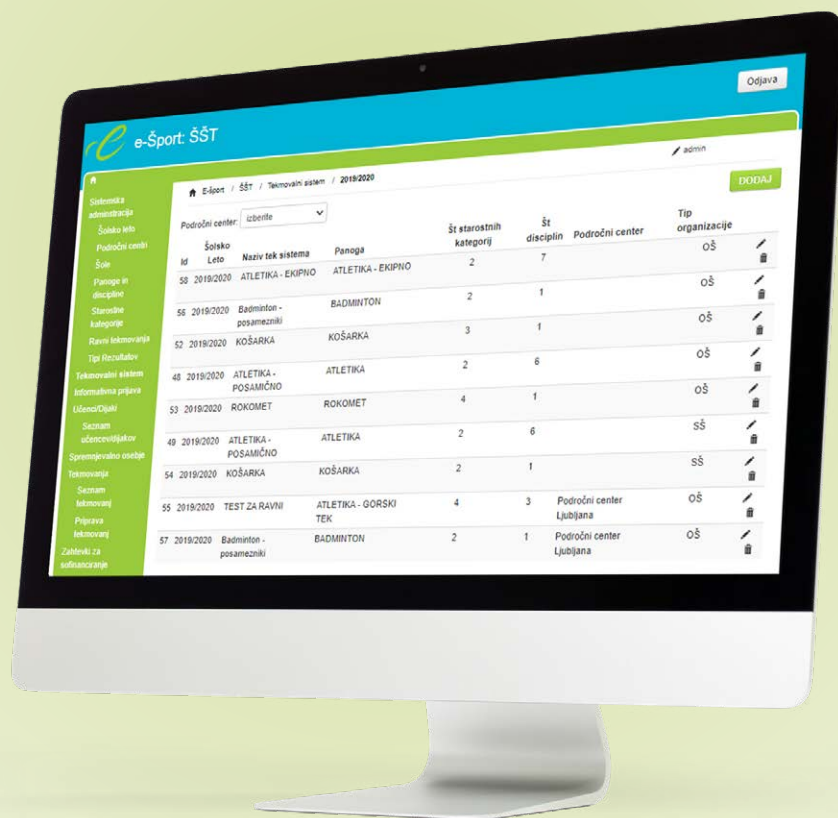 Odjava
e-Šport: ŠŠT
E-šport / ŠŠT / Tekmovalni sistem / 2019/2020
admin
Področni center: izberite
DODAJ
Sistemska
administracija
Šolsko leto
Področni centri
Šole
Panoge in
discipline
Starostne
kategorije
Ravni tekmovanja
Tipi Rezultatov
Tekmovalni sistem
Informativna prijava
Učenci/Dijaki
Seznam
učencev/dijakov
Spremnjevalno osebje
Tekmovanja
Seznam
tekmovanj
Priprava
tekmovanj
Zahtevki za
sofinanciranje
Id Šolsko Leto Naziv tek sistema Panoga Št starostnih kategorij Št disciplin Področni center Tip organizacije
58 2019/2020 ATLETIKA - EKIPNO ATLETIKA - EKIPNO 2 7 OŠ
56 2019/2020 Badminton - posamezniki BADMINTON 2 1 OŠ
52 2019/2020 KOŠARKA KOŠARKA 3 1 OŠ
48 2019/2020 ATLETIKA - POSAMIČNO ATLETIKA 2 6 OŠ
53 2019/2020 ROKOMET ROKOMET 4 1 OŠ
49 2019/2020 ATLETIKA - POSAMIČNO ATLETIKA 2 6 SŠ
54 2019/2020 KOŠARKA KOŠARKA 2 1 SŠ
55 2019/2020 TEST ZA RAVNI ATLETIKA - GORSKI TEK 4 3 Področni center Ljubljana OŠ
57 2019/2020 Badminton - posamezniki BADMINTON 2 1 Področni center Ljubljana OŠ